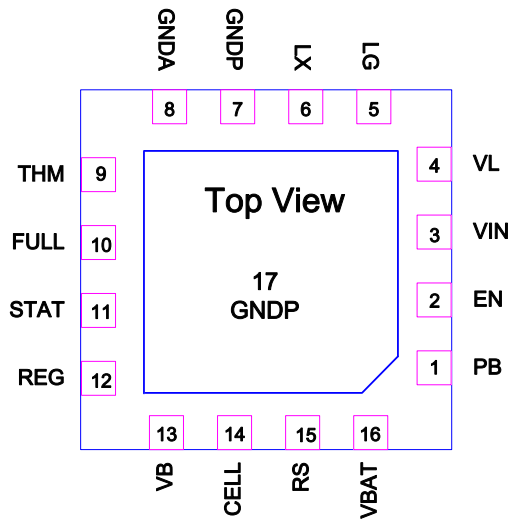 GNDA GNDP LX LG
8 7 6 5
THM 9 4 VL
FULL 10 3 VIN
STAT 11 2 EN
REG 12 1 PB
Top View
17
GNDP
13 14 15 16
VB CELL RS VBAT